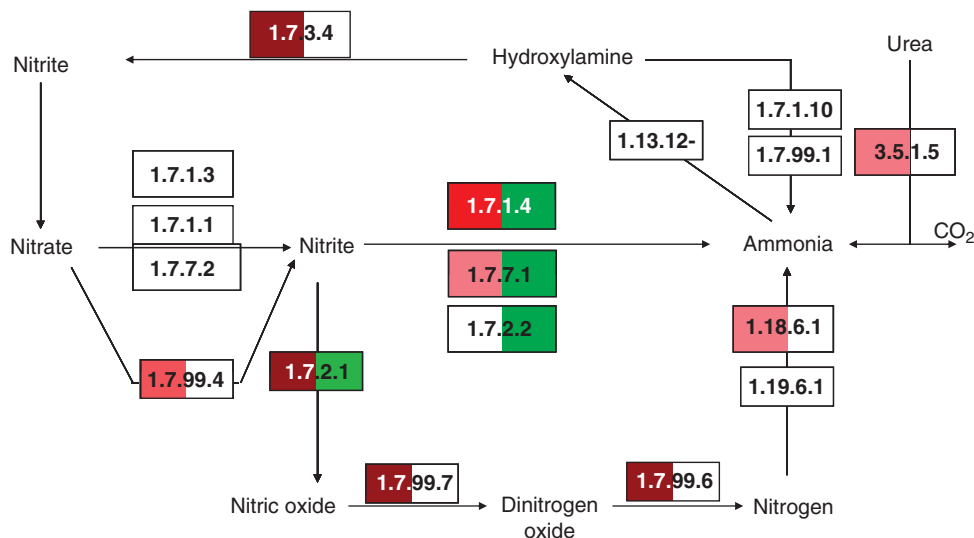 1.7.3.4
Nitrite
Hydroxylamine
Urea
1.7.1.10
1.13.12-
1.7.99.1
3.5.1.5
1.7.1.3
1.7.1.4
1.7.1.1
Nitrate
Nitrite
Ammonia
CO2
1.7.7.2
1.7.7.1
1.7.2.2
1.18.6.1
1.7.99.4
1.7.2.1
1.19.6.1
1.7.99.7
1.7.99.6
Nitric oxide
Dinitrogen
oxide
Nitrogen